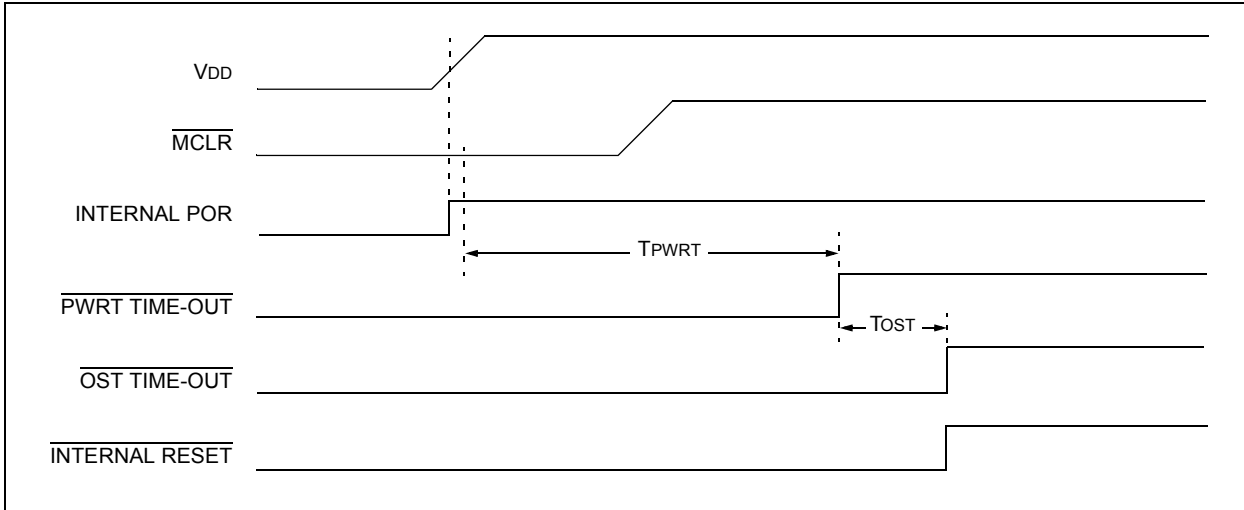 VDD
MCLR
INTERNAL POR
TPWRT
PWRT TIME-OUT
TOST
OST TIME-OUT
INTERNAL RESET